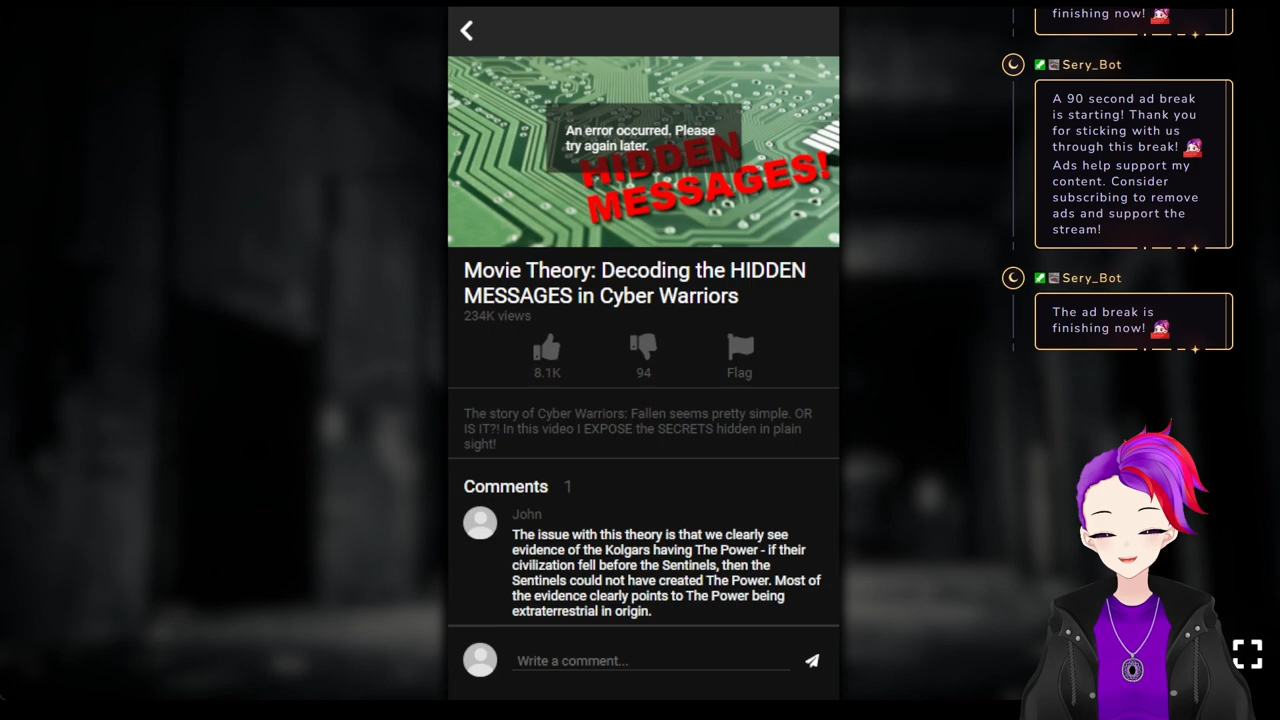 An error occurred. Please
try again later.
HIDDEN
MESSAGES!
Movie Theory: Decoding the HIDDEN
MESSAGES in Cyber Warriors
234K views
8.1K
94
Flag
The story of Cyber Warriors: Fallen seems pretty simple. OR
IS IT?! In this video I EXPOSE the SECRETS hidden in plain
sight!
Comments 1
John
The issue with this theory is that we clearly see
evidence of the Kolgars having The Power - if their
civilization fell before the Sentinels, then the
Sentinels could not have created The Power. Most of
the evidence clearly points to The Power being
extraterrestrial in origin.
Write a comment...
finishing now!
Sery_Bot
A 90 second ad break
is starting! Thank you
for sticking with us
through this break!
Ads help support my
content. Consider
subscribing to remove
ads and support the
stream!
Sery_Bot
The ad break is
finishing now!